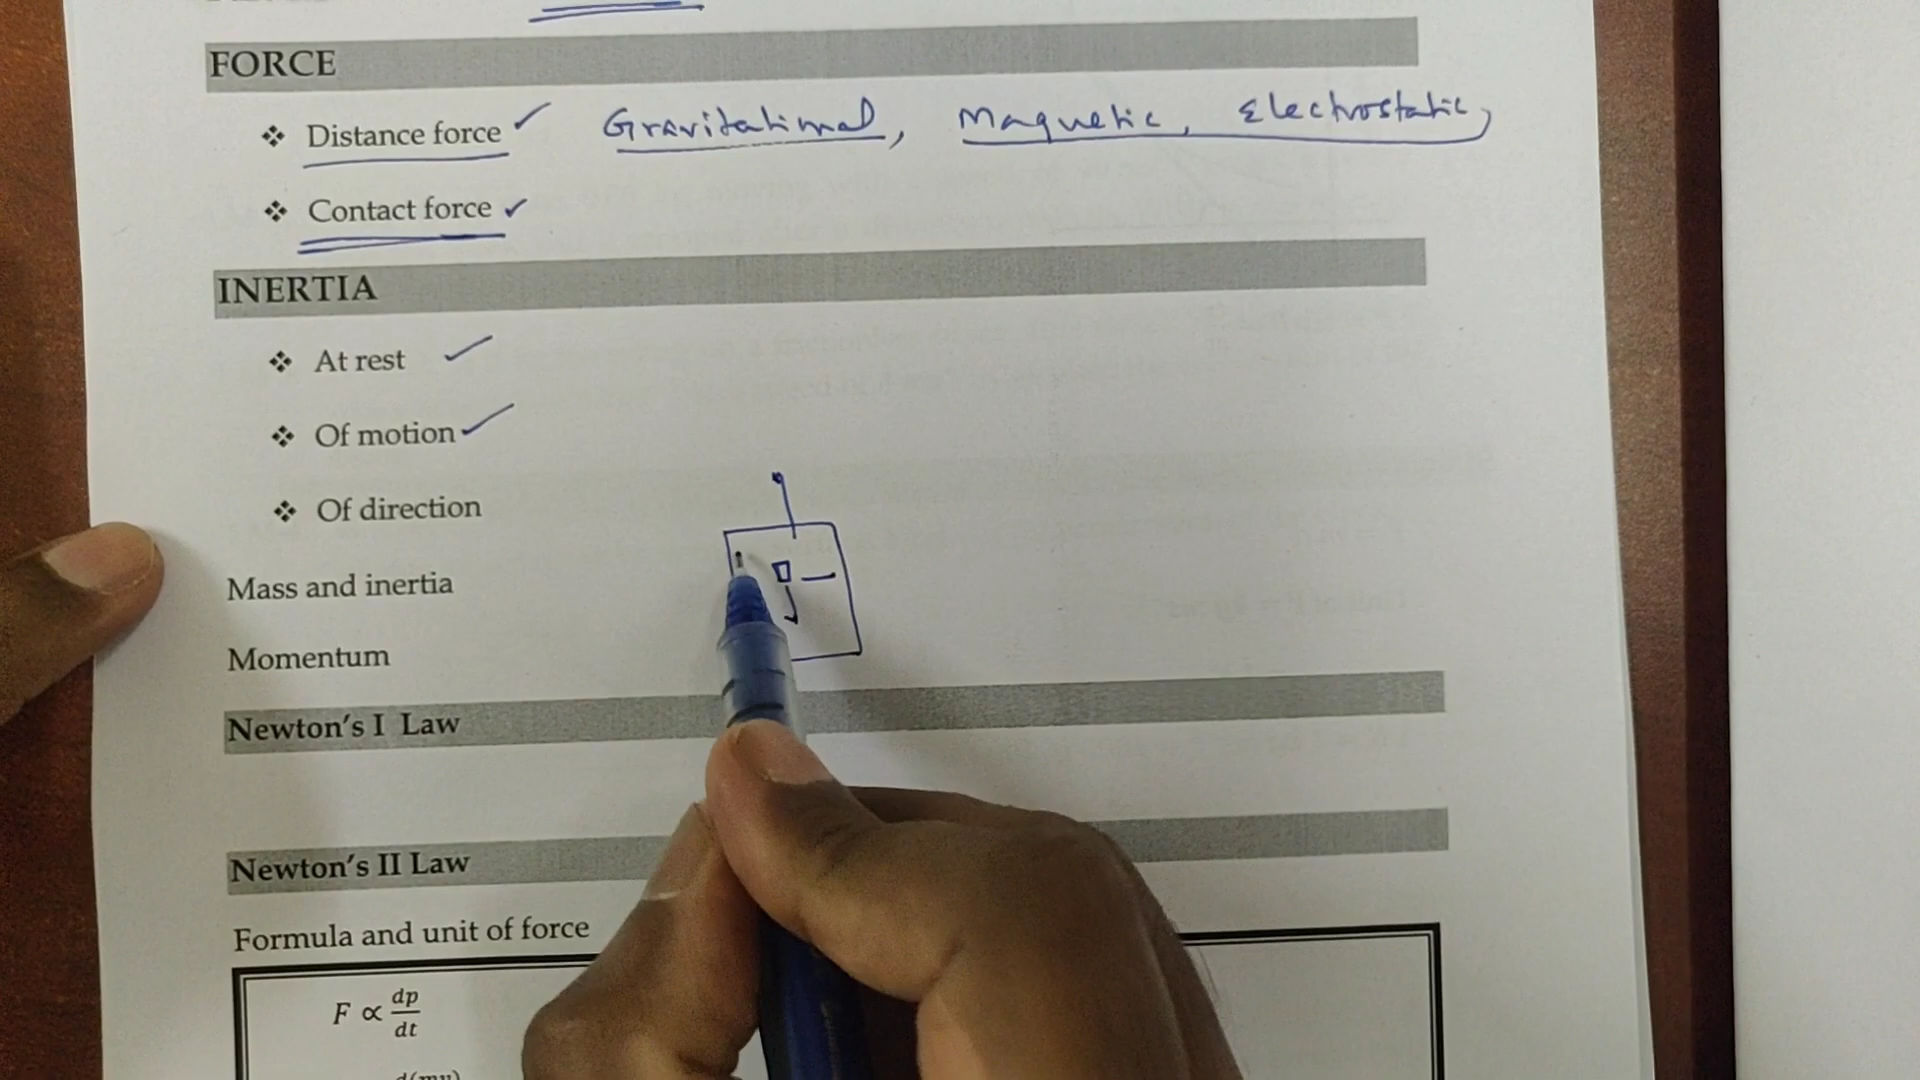 FORCE
❖ Distance force ✓ Gravitational, Magnetic, Electrostatic,
❖ Contact force ✓
INERTIA
❖ At rest ✓
❖ Of motion ✓
❖ Of direction
Mass and inertia
Momentum
Newton's I Law
Newton's II Law
Formula and unit of force
F ∝ dp/dt